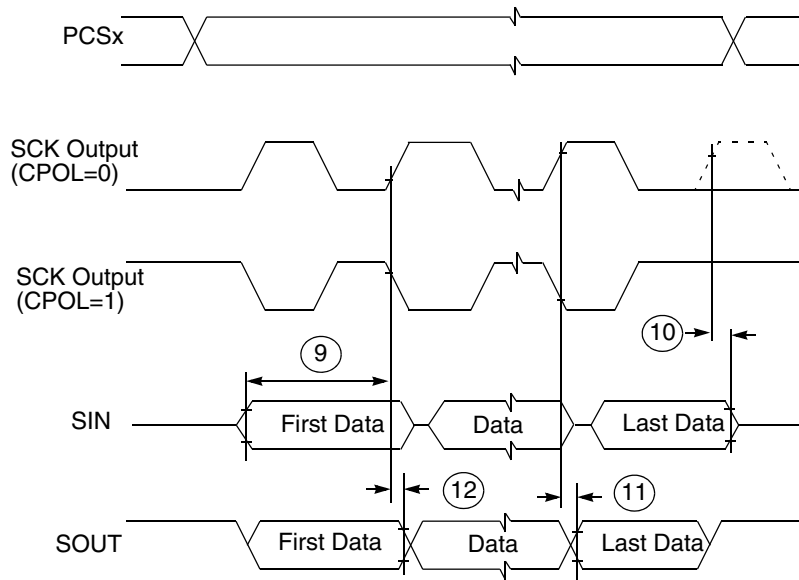 PCSx
SCK Output
(CPOL=0)
SCK Output
(CPOL=1)
10
9
SIN
First Data
Data
Last Data
12
11
SOUT
First Data
Data
Last Data